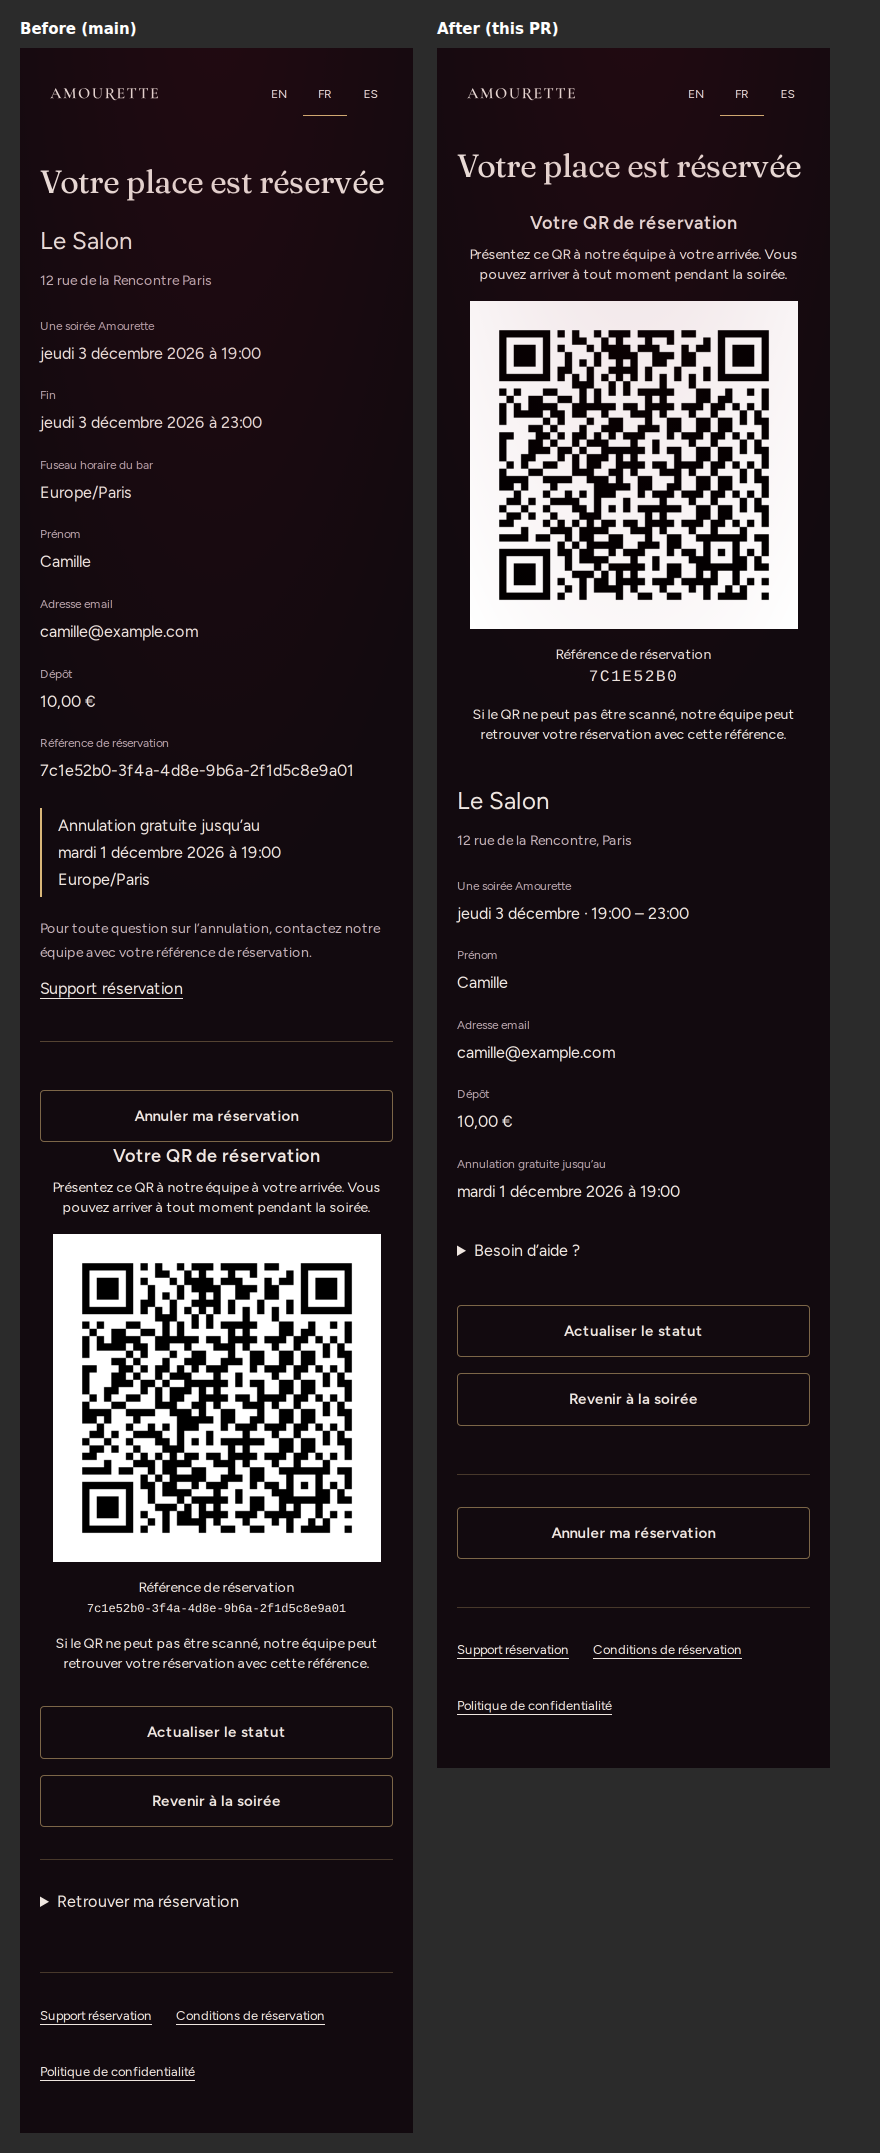 Before (main)
AMOURETTE
EN FR ES
Votre place est réservée
Le Salon
12 rue de la Rencontre Paris
Une soirée Amourette
jeudi 3 décembre 2026 à 19:00
Fin
jeudi 3 décembre 2026 à 23:00
Fuseau horaire du bar
Europe/Paris
Prénom
Camille
Adresse email
camille@example.com
Dépôt
10,00 €
Référence de réservation
7c1e52b0-3f4a-4d8e-9b6a-2f1d5c8e9a01
Annulation gratuite jusqu’au
mardi 1 décembre 2026 à 19:00
Europe/Paris
Pour toute question sur l’annulation, contactez notre
équipe avec votre référence de réservation.
Support réservation
Annuler ma réservation
Votre QR de réservation
Présentez ce QR à notre équipe à votre arrivée. Vous
pouvez arriver à tout moment pendant la soirée.
Référence de réservation
7c1e52b0-3f4a-4d8e-9b6a-2f1d5c8e9a01
Si le QR ne peut pas être scanné, notre équipe peut
retrouver votre réservation avec cette référence.
Actualiser le statut
Revenir à la soirée
Retrouver ma réservation
Support réservation Conditions de réservation
Politique de confidentialité
After (this PR)
AMOURETTE
EN FR ES
Votre place est réservée
Votre QR de réservation
Présentez ce QR à notre équipe à votre arrivée. Vous
pouvez arriver à tout moment pendant la soirée.
Référence de réservation
7C1E52B0
Si le QR ne peut pas être scanné, notre équipe peut
retrouver votre réservation avec cette référence.
Le Salon
12 rue de la Rencontre, Paris
Une soirée Amourette
jeudi 3 décembre · 19:00 – 23:00
Prénom
Camille
Adresse email
camille@example.com
Dépôt
10,00 €
Annulation gratuite jusqu’au
mardi 1 décembre 2026 à 19:00
Besoin d’aide ?
Actualiser le statut
Revenir à la soirée
Annuler ma réservation
Support réservation Conditions de réservation
Politique de confidentialité